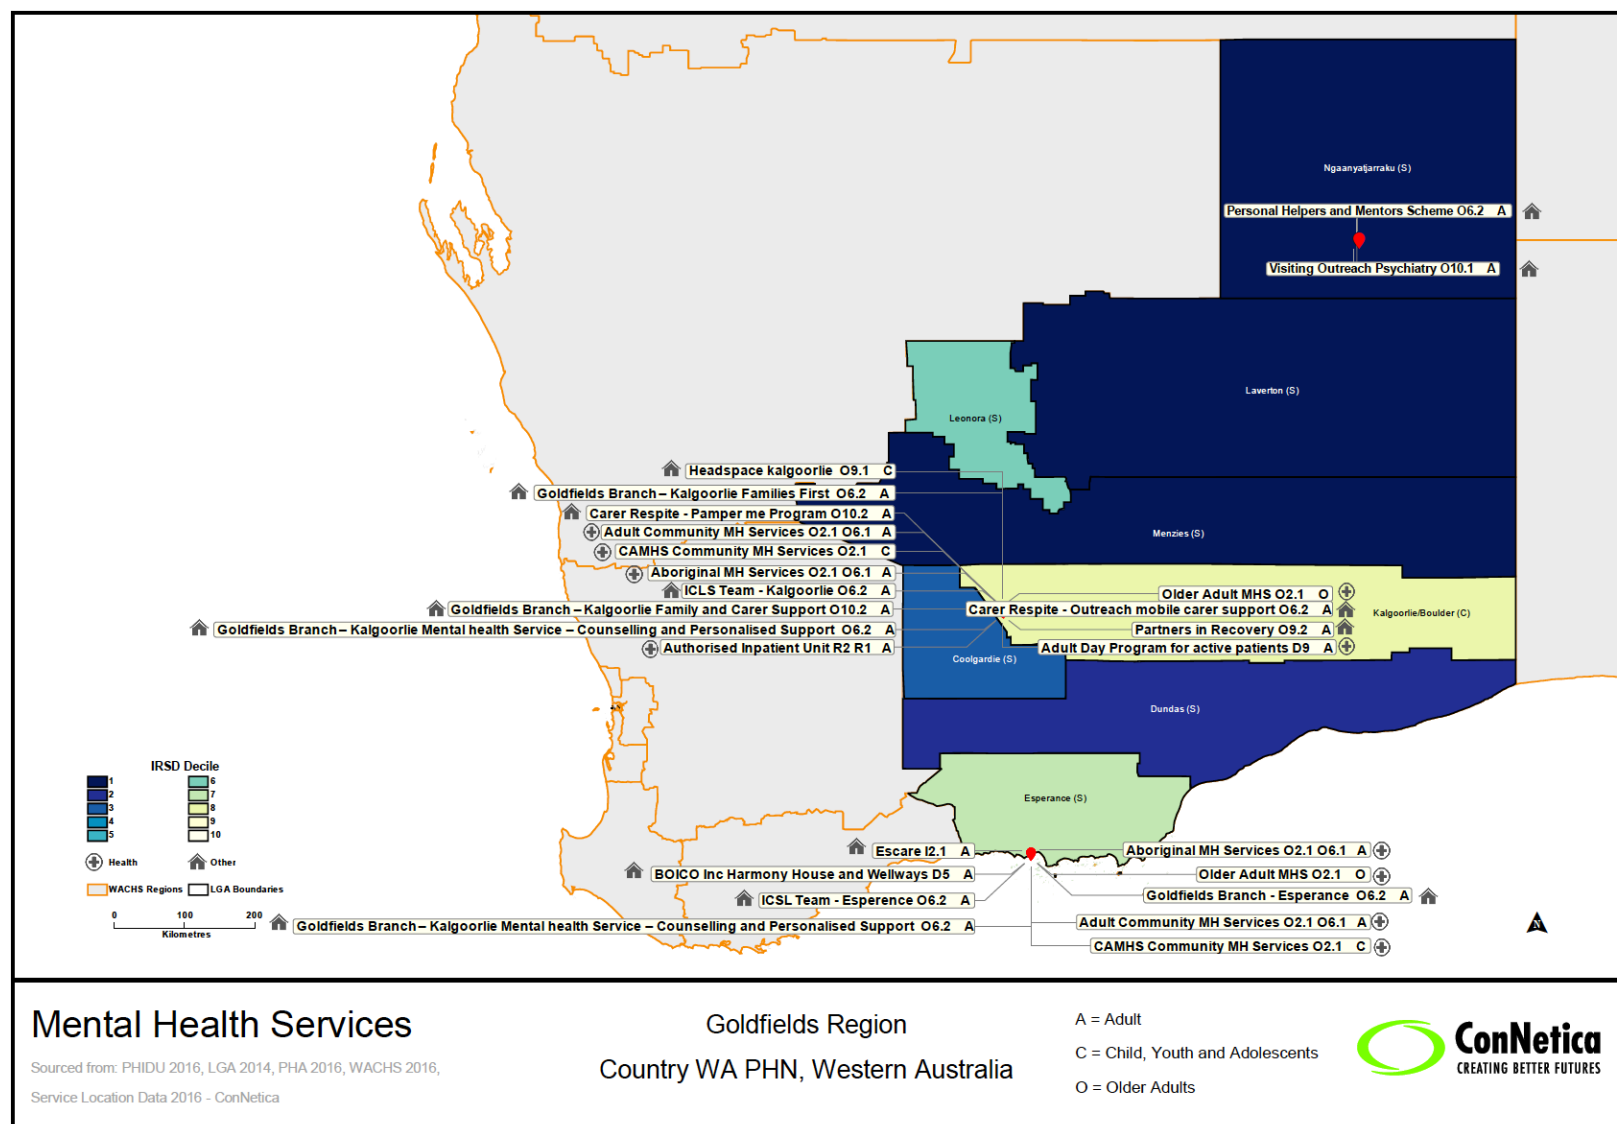 Ngaanyatjarraku (S)
Personal Helpers and Mentors Scheme O6.2 A
Visiting Outreach Psychiatry O10.1 A
Laverton (S)
Leonora (S)
Menzies (S)
Headspace kalgoorlie O9.1 C
Goldfields Branch – Kalgoorlie Families First O6.2 A
Carer Respite - Pamper me Program O10.2 A
Adult Community MH Services O2.1 O6.1 A
CAMHS Community MH Services O2.1 C
Aboriginal MH Services O2.1 O6.1 A
ICLS Team - Kalgoorlie O6.2 A
Goldfields Branch – Kalgoorlie Family and Carer Support O10.2 A
Goldfields Branch – Kalgoorlie Mental health Service – Counselling and Personalised Support O6.2 A
Authorised Inpatient Unit R2 R1 A
Older Adult MHS O2.1 O
Carer Respite - Outreach mobile carer support O6.2 A
Partners in Recovery O9.2 A
Adult Day Program for active patients D9 A
Kalgoorlie/Boulder (C)
Coolgardie (S)
Dundas (S)
Esperance (S)
Escare I2.1 A
BOICO Inc Harmony House and Wellways D5 A
ICSL Team - Esperence O6.2 A
Goldfields Branch – Kalgoorlie Mental health Service – Counselling and Personalised Support O6.2 A
Aboriginal MH Services O2.1 O6.1 A
Older Adult MHS O2.1 O
Goldfields Branch - Esperance O6.2 A
Adult Community MH Services O2.1 O6.1 A
CAMHS Community MH Services O2.1 C
IRSD Decile
1 6
2 7
3 8
4 9
5 10
Health Other
WACHS Regions LGA Boundaries
0 100 200
Kilometres
N
Mental Health Services
Sourced from: PHIDU 2016, LGA 2014, PHA 2016, WACHS 2016,
Service Location Data 2016 - ConNetica
Goldfields Region
Country WA PHN, Western Australia
A = Adult
C = Child, Youth and Adolescents
O = Older Adults
ConNetica
CREATING BETTER FUTURES